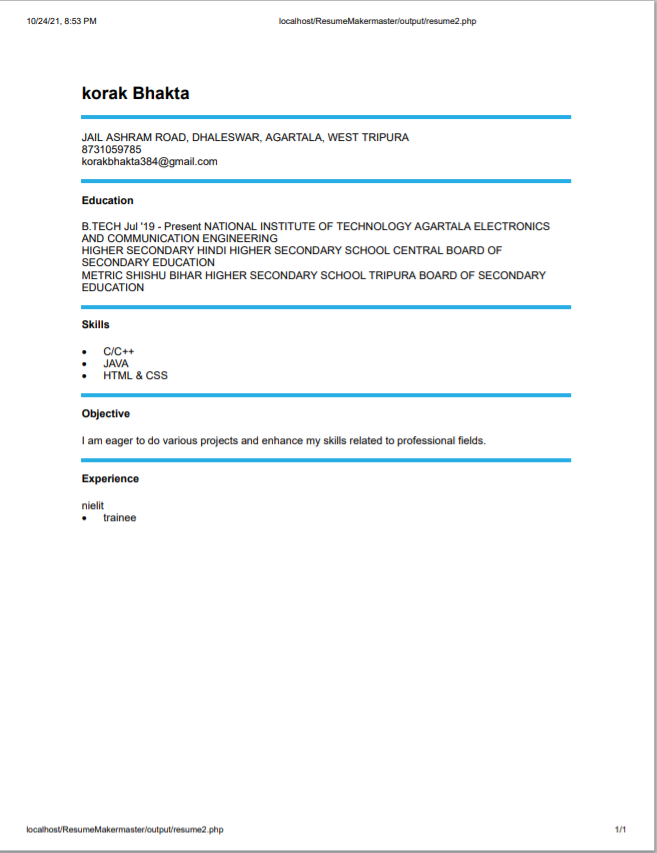 10/24/21, 8:53 PM localhost/ResumeMakermaster/output/resume2.php
korak Bhakta
JAIL ASHRAM ROAD, DHALESWAR, AGARTALA, WEST TRIPURA
8731059785
korakbhakta384@gmail.com
Education
B.TECH Jul '19 - Present NATIONAL INSTITUTE OF TECHNOLOGY AGARTALA ELECTRONICS
AND COMMUNICATION ENGINEERING
HIGHER SECONDARY HINDI HIGHER SECONDARY SCHOOL CENTRAL BOARD OF
SECONDARY EDUCATION
METRIC SHISHU BIHAR HIGHER SECONDARY SCHOOL TRIPURA BOARD OF SECONDARY
EDUCATION
Skills
• C/C++
• JAVA
• HTML & CSS
Objective
I am eager to do various projects and enhance my skills related to professional fields.
Experience
nielit
• trainee
localhost/ResumeMakermaster/output/resume2.php 1/1